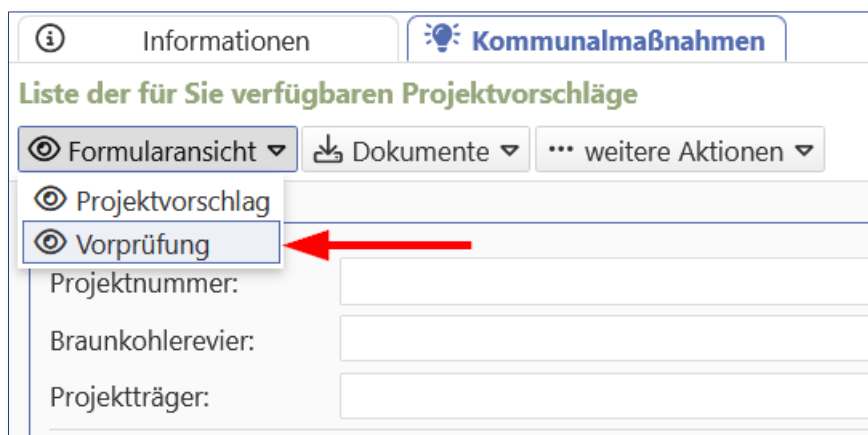 Informationen
Kommunalmaßnahmen
Liste der für Sie verfügbaren Projektvorschläge
Formularansicht
Dokumente
weitere Aktionen
Projektvorschlag
Vorprüfung
Projektnummer:
Braunkohlerevier:
Projektträger: